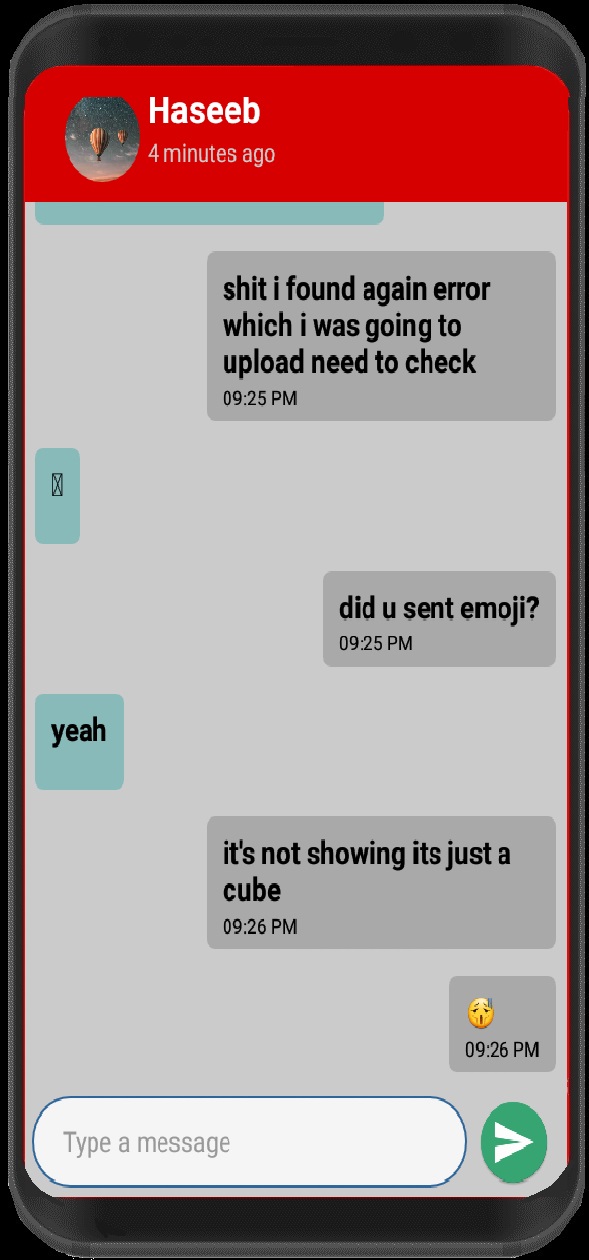 Haseeb
4 minutes ago
shit i found again error
which i was going to
upload need to check
09:25 PM
did u sent emoji?
09:25 PM
yeah
it's not showing its just a
cube
09:26 PM
09:26 PM
Type a message